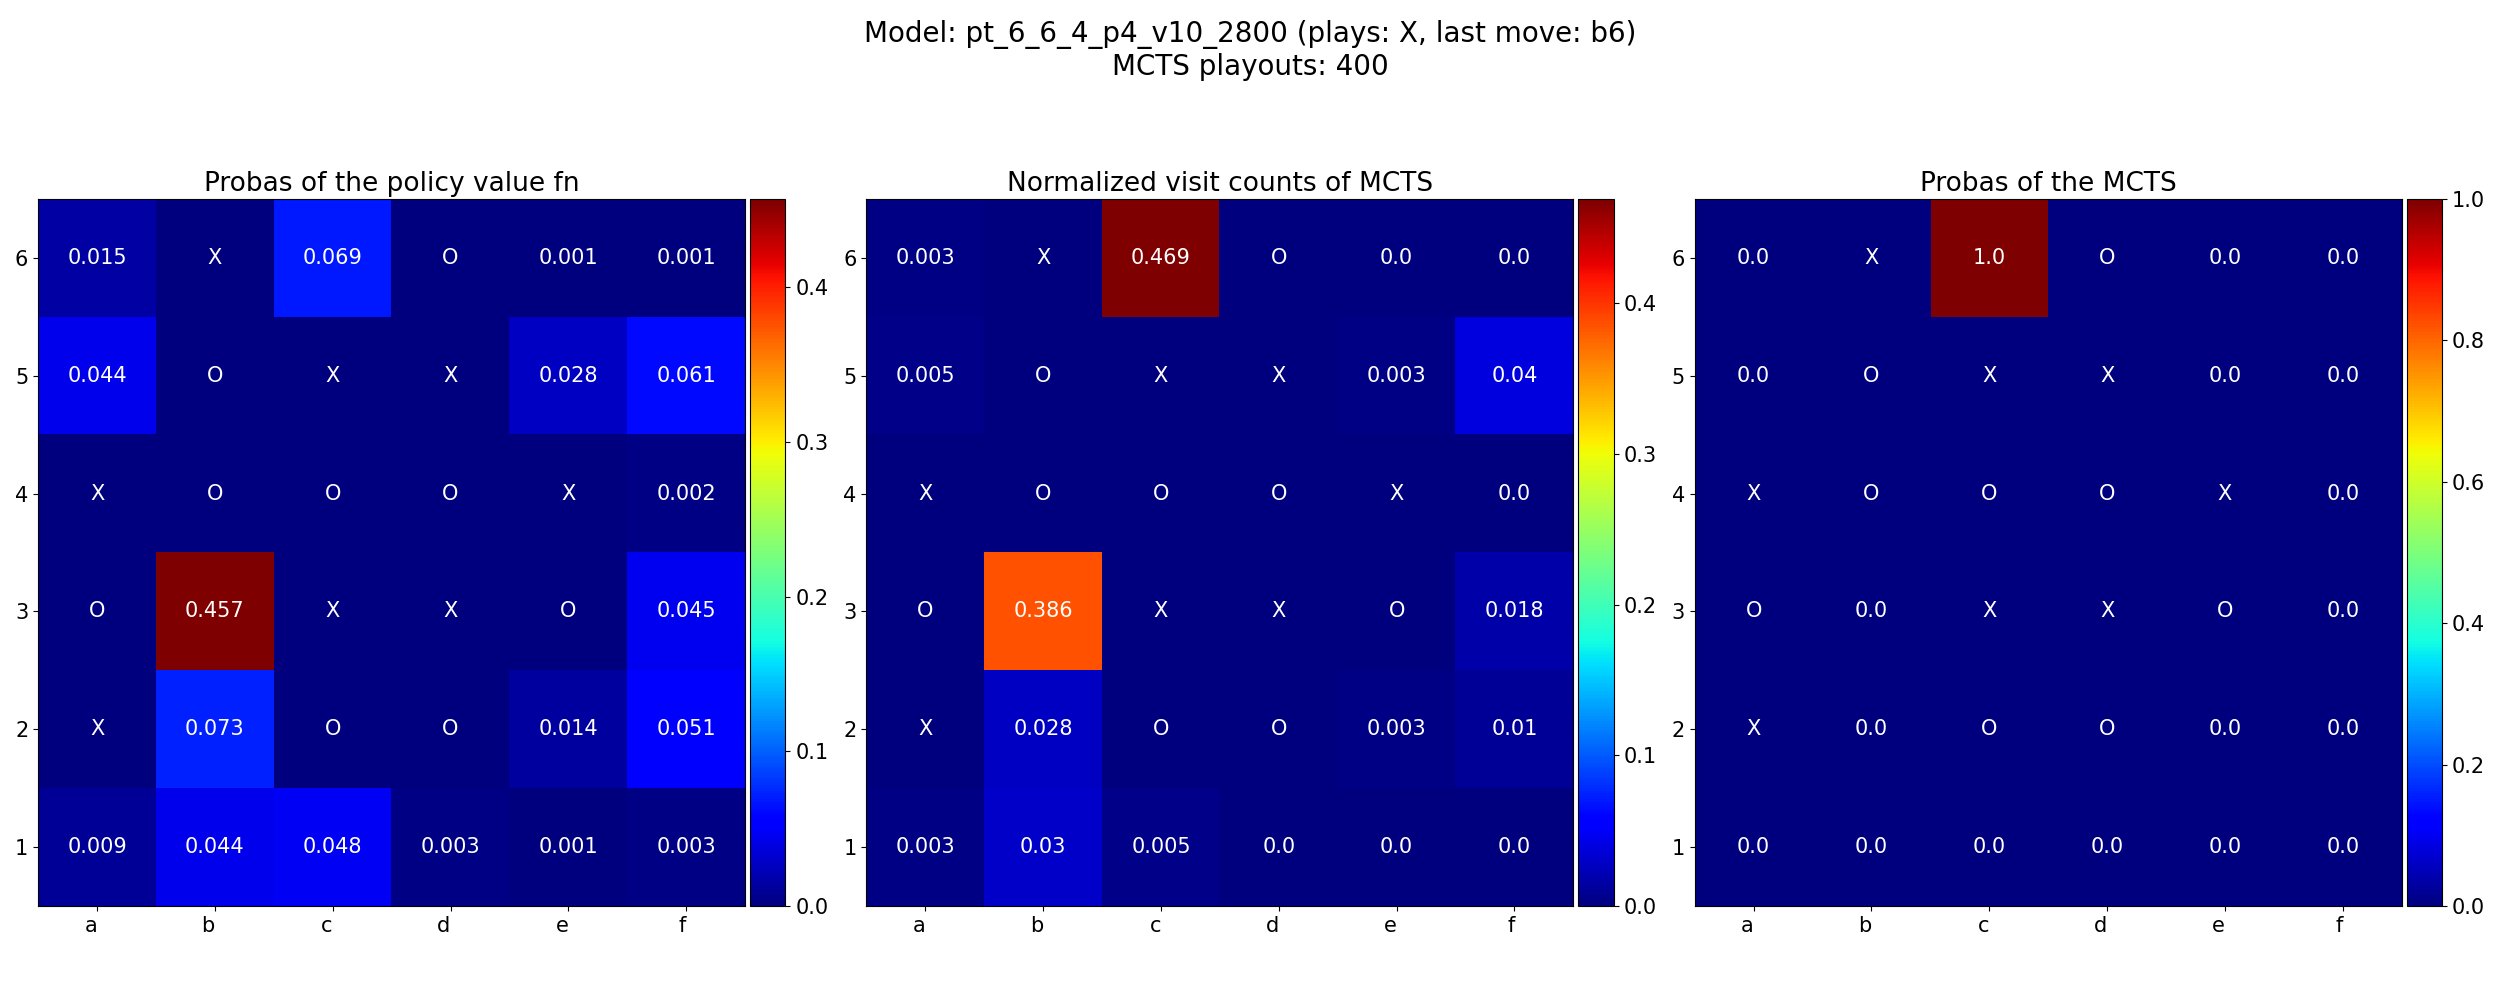 Model: pt_6_6_4_p4_v10_2800 (plays: X, last move: b6)
MCTS playouts: 400
Probas of the policy value fn
6 0.015 X 0.069 O 0.001 0.001
5 0.044 O X X 0.028 0.061
4 X O O O X 0.002
3 O 0.457 X X O 0.045
2 X 0.073 O O 0.014 0.051
1 0.009 0.044 0.048 0.003 0.001 0.003
a b c d e f
0.4
0.3
0.2
0.1
0.0
Normalized visit counts of MCTS
6 0.003 X 0.469 O 0.0 0.0
5 0.005 O X X 0.003 0.04
4 X O O O X 0.0
3 O 0.386 X X O 0.018
2 X 0.028 O O 0.003 0.01
1 0.003 0.03 0.005 0.0 0.0 0.0
a b c d e f
0.4
0.3
0.2
0.1
0.0
Probas of the MCTS
6 0.0 X 1.0 O 0.0 0.0
5 0.0 O X X 0.0 0.0
4 X O O O X 0.0
3 O 0.0 X X O 0.0
2 X 0.0 O O 0.0 0.0
1 0.0 0.0 0.0 0.0 0.0 0.0
a b c d e f
1.0
0.8
0.6
0.4
0.2
0.0